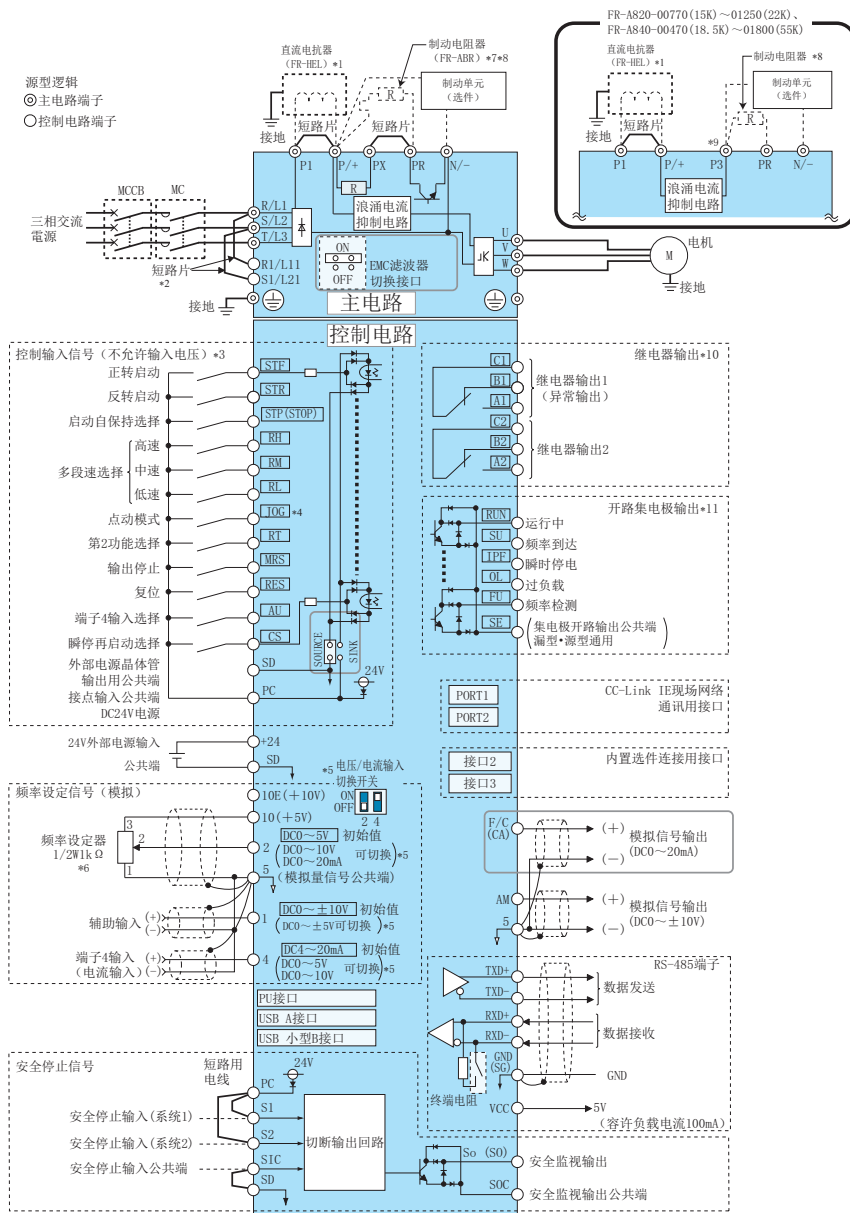 FR-A820-00770(15K)～01250(22K)、
FR-A840-00470(18.5K)～01800(55K)
直流电抗器
(FR-HEL) *1
制动电阻器 *8
制动单元
(选件)
R
接地
短路片
*9
P1
P/+
P3
PR
N/-
浪涌电流
抑制电路
源型逻辑
主电路端子
控制电路端子
直流电抗器
(FR-HEL) *1
制动电阻器
(FR-ABR) *7*8
制动单元
(选件)
R
接地
短路片
短路片
P1
P/+
PX
PR
N/-
R
浪涌电流
抑制电路
MCCB
MC
三相交流
電源
R/L1
S/L2
T/L3
R1/L11
S1/L21
短路片
*2
接地
ON
OFF
EMC滤波器
切换接口
主电路
U
V
W
电机
M
接地
控制电路
控制输入信号（不允许输入电压）*3
正转启动
STF
反转启动
STR
启动自保持选择
STP(STOP)
多段速选择
高速
RH
中速
RM
低速
RL
点动模式
JOG *4
第2功能选择
RT
输出停止
MRS
复位
RES
端子4输入选择
AU
瞬停再启动选择
CS
外部电源晶体管
输出用公共端
SD
接点输入公共端
DC24V电源
PC
SOURCE
SINK
24V
24V外部电源输入
+24
公共端
SD
继电器输出*10
C1
B1
A1
继电器输出1
（异常输出）
C2
B2
A2
继电器输出2
开路集电极输出*11
RUN
运行中
SU
频率到达
IPF
瞬时停电
OL
过负载
FU
频率检测
SE
(集电极开路输出公共端
漏型•源型通用)
PORT1
PORT2
CC-Link IE现场网络
通讯用接口
接口2
接口3
内置选件连接用接口
频率设定信号（模拟）
*5 电压/电流输入
切换开关
ON
OFF
2 4
10E(＋10V)
10(＋5V)
频率设定器
1/2W1kΩ
*6
3
2
1
2
DC0～5V 初始值
(DC0～10V
DC0～20mA 可切换)*5
5
(模拟量信号公共端)
辅助输入
(+)
(-)
1
DC0～±10V 初始值
(DC0～±5V可切换)*5
端子4输入
(电流输入)
(+)
(-)
4
DC4～20mA 初始值
(DC0～5V
DC0～10V 可切换)*5
F/C
(CA)
(+)
(-)
模拟信号输出
(DC0～20mA)
AM
5
(+)
(-)
模拟信号输出
(DC0～±10V)
PU接口
USB A接口
USB 小型B接口
RS-485端子
TXD+
TXD-
数据发送
RXD+
RXD-
数据接收
GND
(SG)
GND
终端电阻
VCC
5V
(容许负载电流100mA)
安全停止信号
短路用
电线
24V
PC
安全停止输入(系统1)
S1
安全停止输入(系统2)
S2
安全停止输入公共端
SIC
SD
切断输出回路
So (SO)
安全监视输出
SOC
安全监视输出公共端